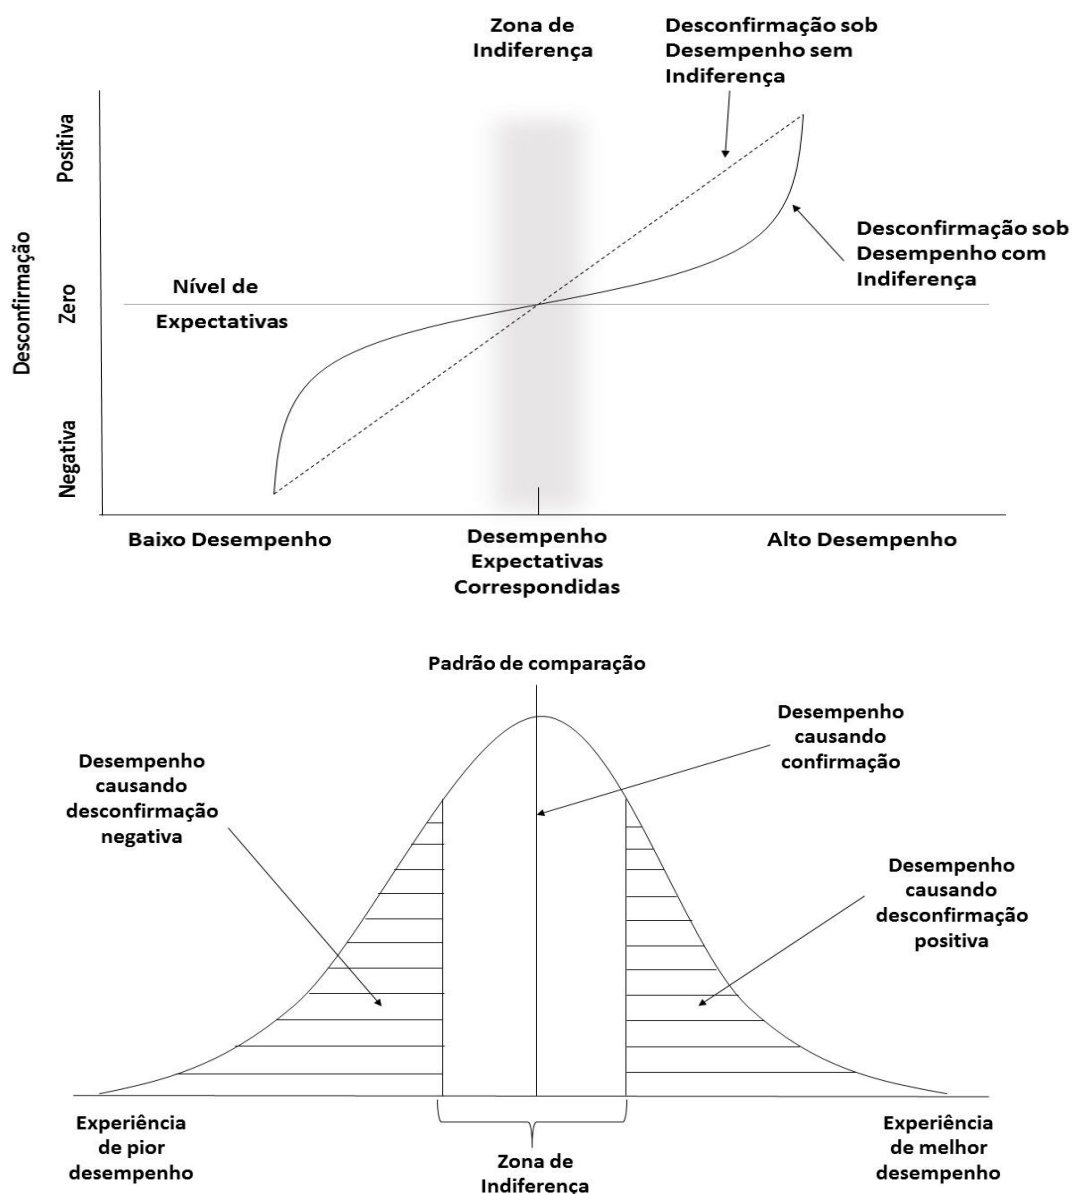 Zona de
Indiferença
Desconfirmação sob
Desempenho sem
Indiferença
Positiva
Desconfirmação sob
Desempenho com
Indiferença
Desconfirmação
Zero
Nível de
Expectativas
Negativa
Baixo Desempenho
Desempenho
Expectativas
Correspondidas
Alto Desempenho
Padrão de comparação
Desempenho
causando
confirmação
Desempenho
causando
desconfirmação
negativa
Desempenho
causando
desconfirmação
positiva
Experiência
de pior
desempenho
Zona de
Indiferença
Experiência
de melhor
desempenho